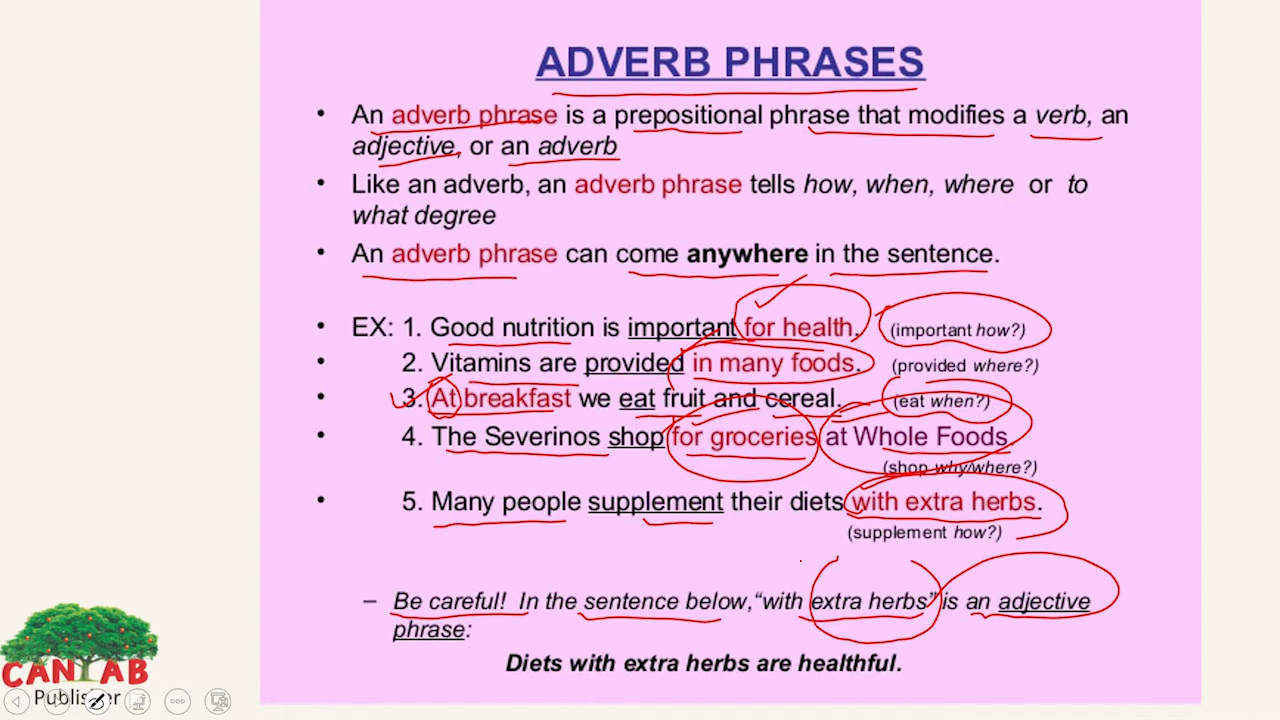 ADVERB PHRASES
• An adverb phrase is a prepositional phrase that modifies a verb, an
adjective, or an adverb
• Like an adverb, an adverb phrase tells how, when, where or to
what degree
• An adverb phrase can come anywhere in the sentence.
• EX: 1. Good nutrition is important for health. (important how?)
• 2. Vitamins are provided in many foods. (provided where?)
• 3. At breakfast we eat fruit and cereal. (eat when?)
• 4. The Severinos shop for groceries at Whole Foods.
(shop why/where?)
• 5. Many people supplement their diets with extra herbs.
(supplement how?)
– Be careful! In the sentence below,“with extra herbs” is an adjective
phrase:
Diets with extra herbs are healthful.
CANTAB
Publisher